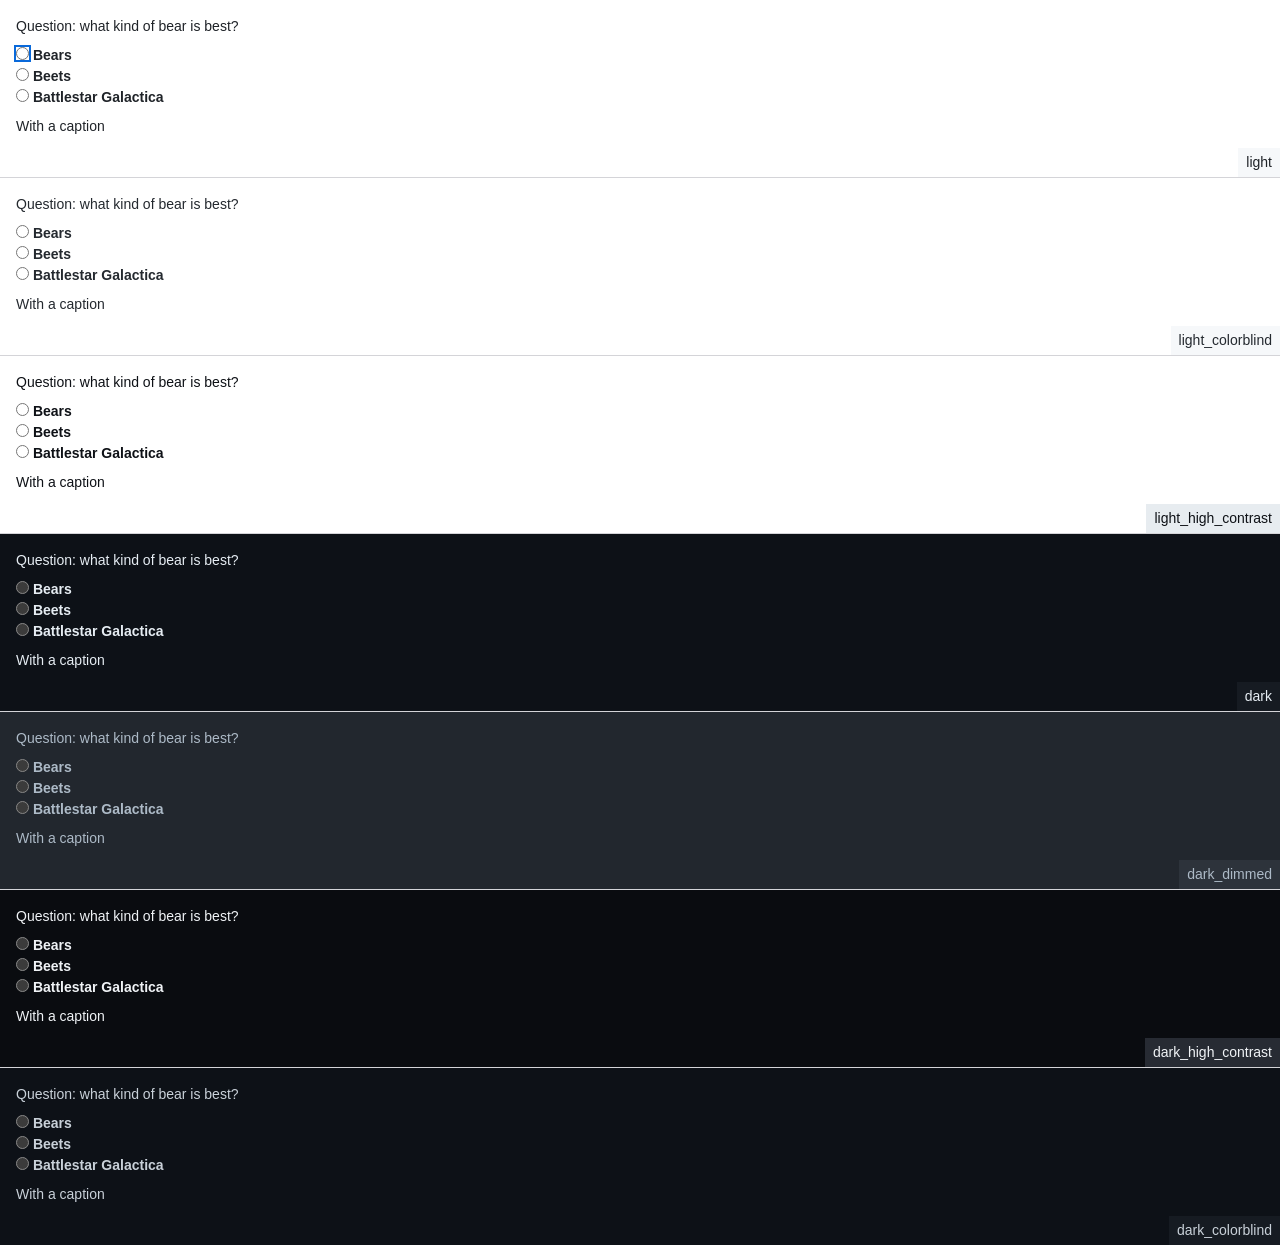 Question: what kind of bear is best?
Bears
Beets
Battlestar Galactica
With a caption
light
Question: what kind of bear is best?
Bears
Beets
Battlestar Galactica
With a caption
light_colorblind
Question: what kind of bear is best?
Bears
Beets
Battlestar Galactica
With a caption
light_high_contrast
Question: what kind of bear is best?
Bears
Beets
Battlestar Galactica
With a caption
dark
Question: what kind of bear is best?
Bears
Beets
Battlestar Galactica
With a caption
dark_dimmed
Question: what kind of bear is best?
Bears
Beets
Battlestar Galactica
With a caption
dark_high_contrast
Question: what kind of bear is best?
Bears
Beets
Battlestar Galactica
With a caption
dark_colorblind